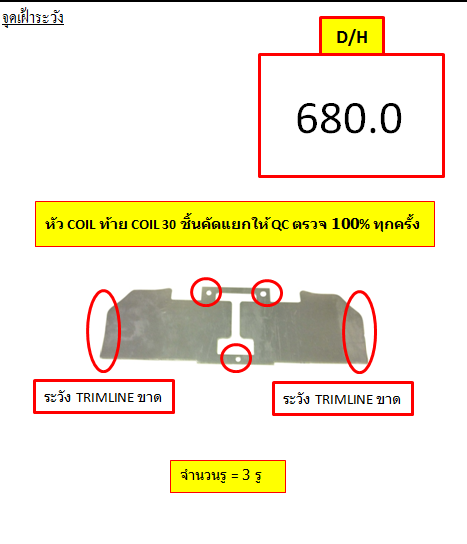 จุดเฝ้าระวัง
D/H
680.0
หัว COIL ท้าย COIL 30 ชิ้นคัดแยกให้ QC ตรวจ 100% ทุกครั้ง
ระวัง TRIMLINE ขาด
ระวัง TRIMLINE ขาด
จำนวนรู = 3 รู